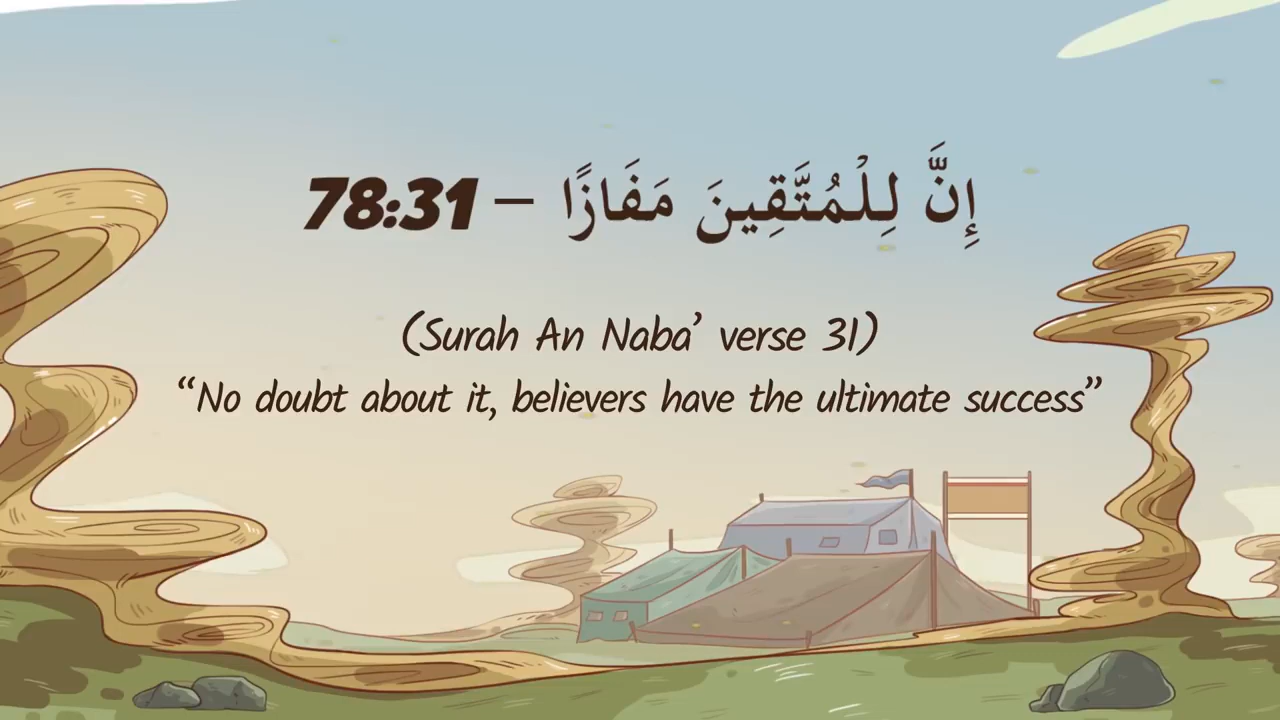 78:31 – إِنَّ لِلْمُتَّقِينَ مَفَازًا
(Surah An Naba’ verse 31)
“No doubt about it, believers have the ultimate success”